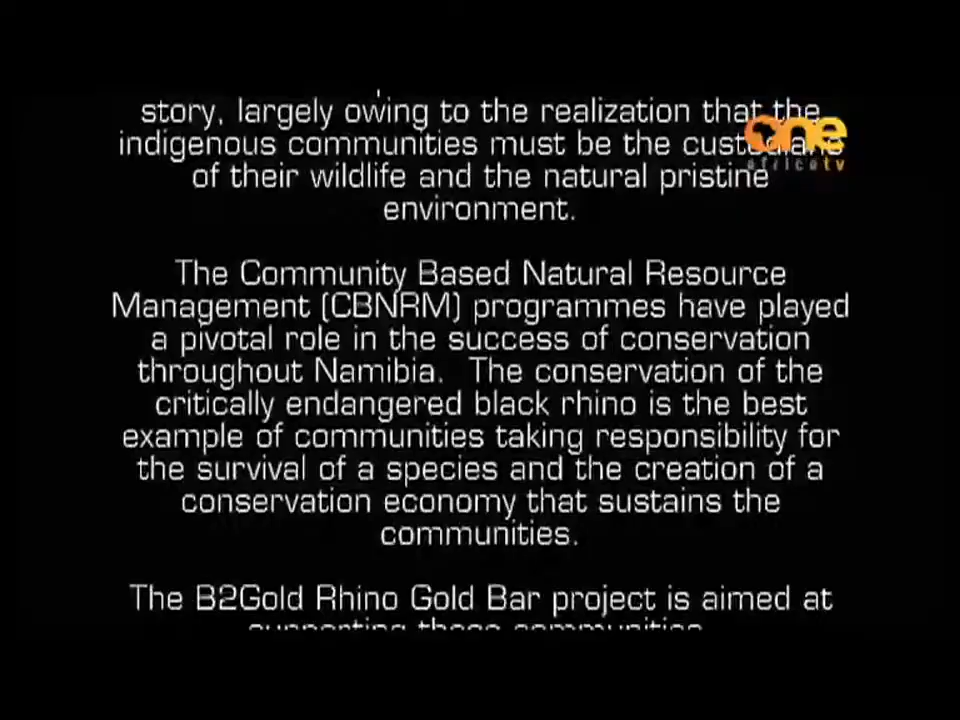 story, largely owing to the realization that the
indigenous communities must be the custodians
of their wildlife and the natural pristine
environment.
The Community Based Natural Resource
Management (CBNRM) programmes have played
a pivotal role in the success of conservation
throughout Namibia. The conservation of the
critically endangered black rhino is the best
example of communities taking responsibility for
the survival of a species and the creation of a
conservation economy that sustains the
communities.
The B2Gold Rhino Gold Bar project is aimed at
supporting these communities
one
africa tv